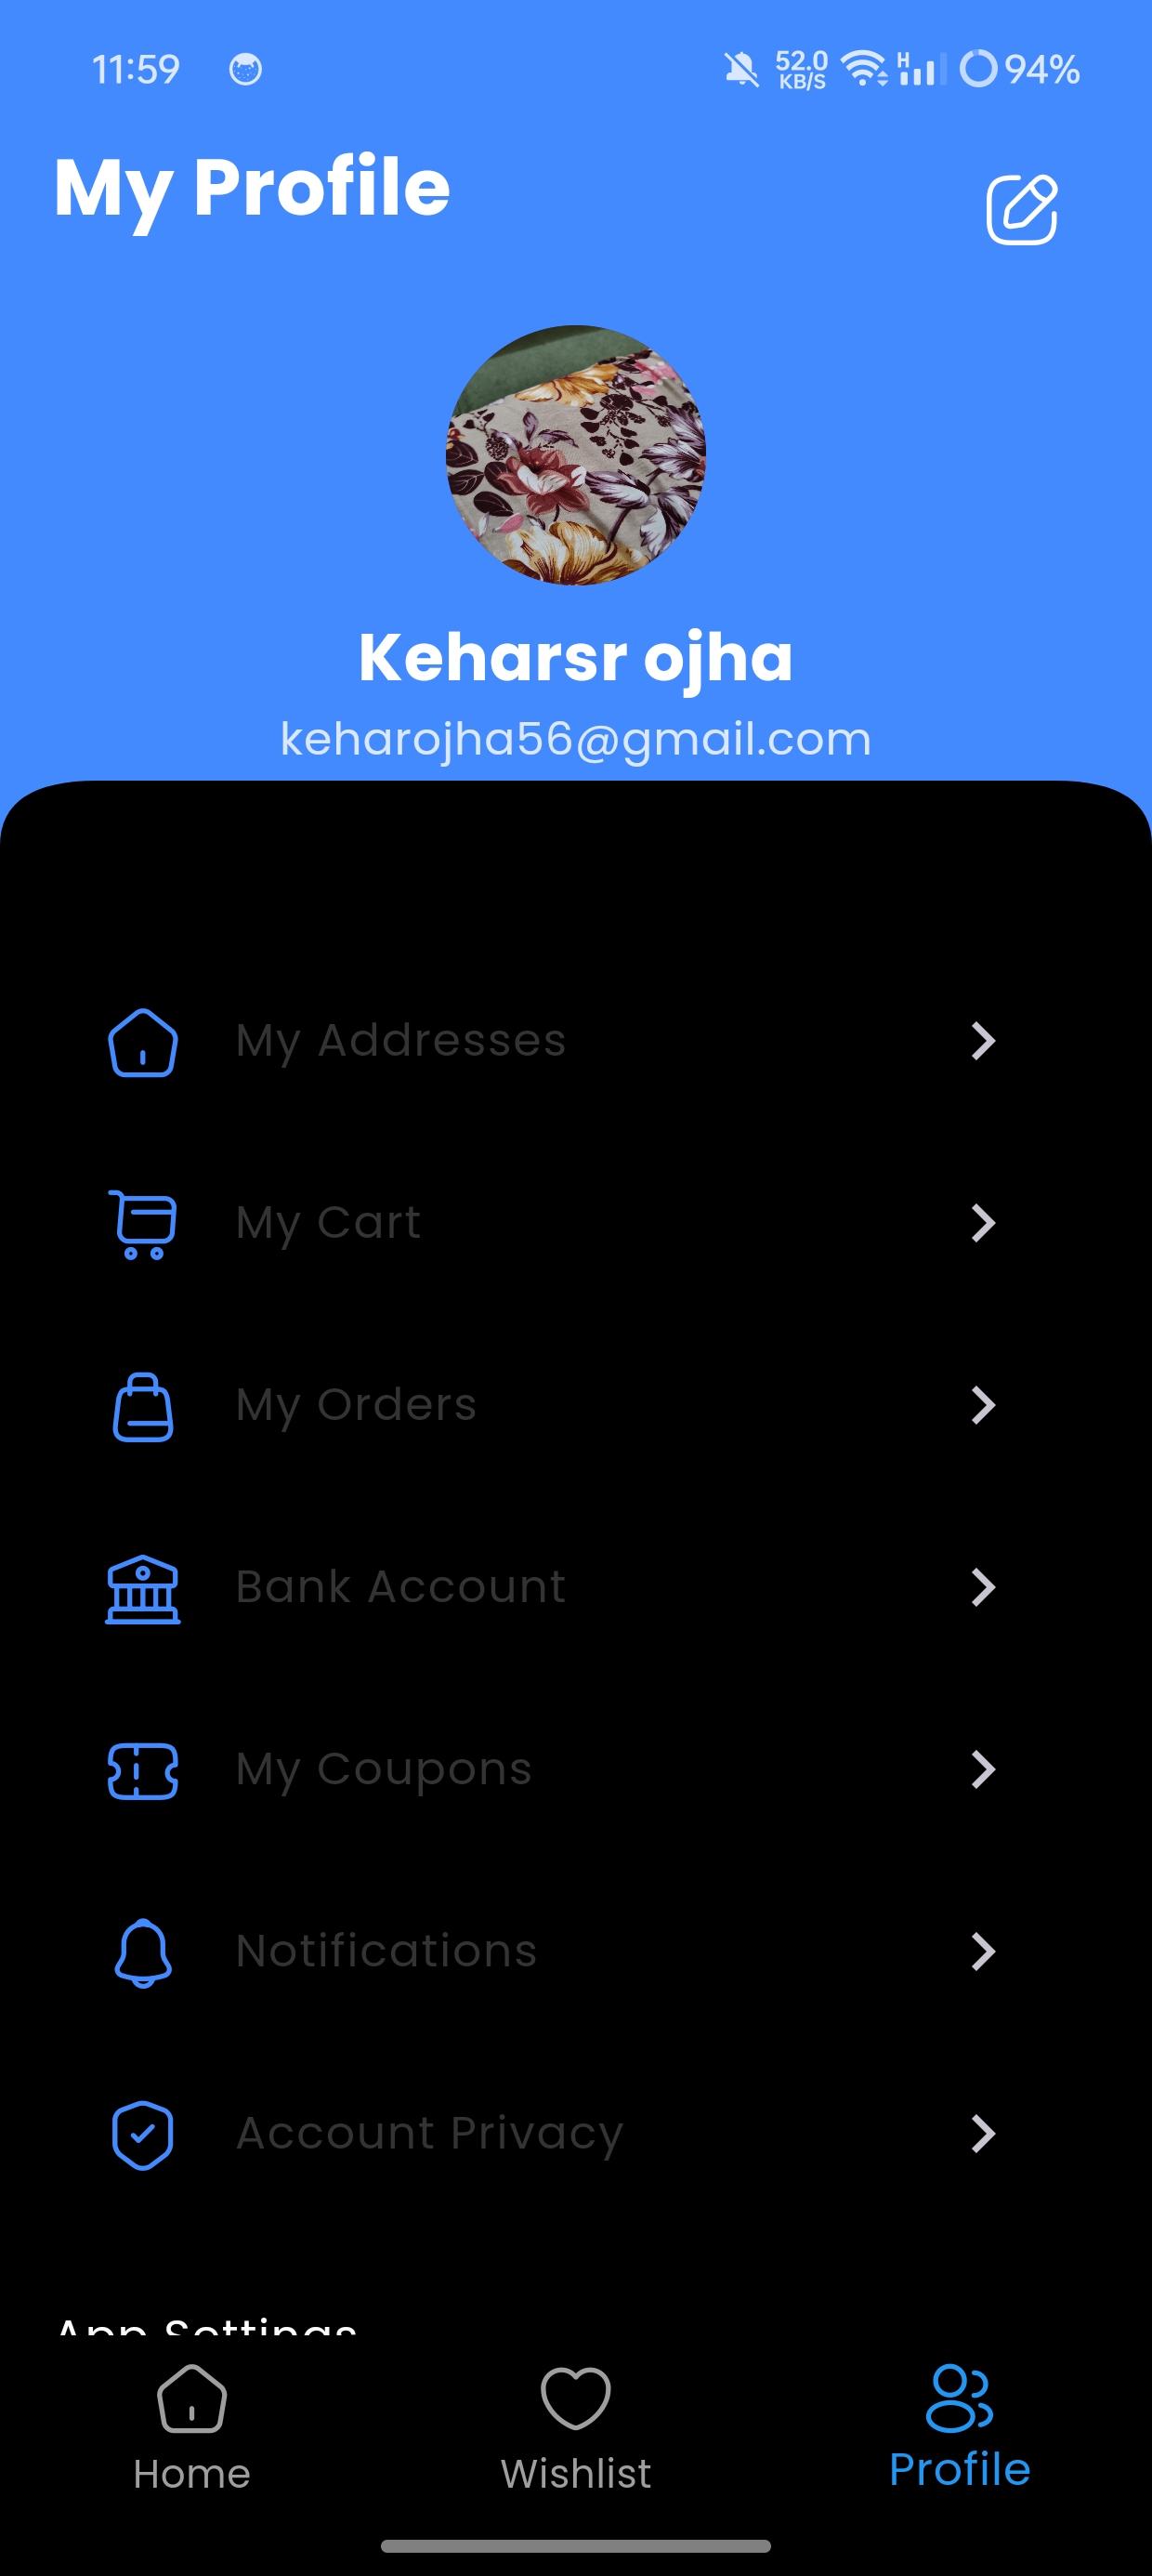 11:59
52.0
KB/S
H
94%
My Profile
Keharsr ojha
keharojha56@gmail.com
My Addresses
My Cart
My Orders
Bank Account
My Coupons
Notifications
Account Privacy
App Settings
Home
Wishlist
Profile